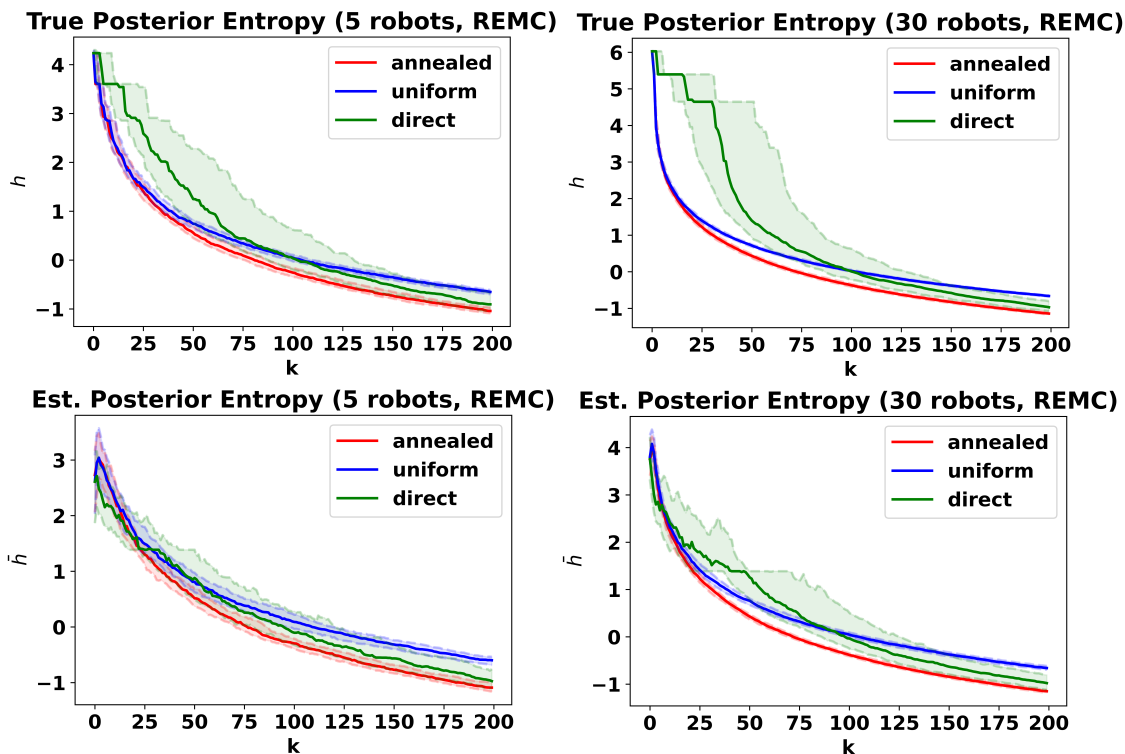 True Posterior Entropy (5 robots, REMC)
h
4
3
2
1
0
−1
annealed
uniform
direct
0 25 50 75 100 125 150 175 200
k
True Posterior Entropy (30 robots, REMC)
h
6
5
4
3
2
1
0
−1
annealed
uniform
direct
0 25 50 75 100 125 150 175 200
k
Est. Posterior Entropy (5 robots, REMC)
h̄
3
2
1
0
−1
annealed
uniform
direct
0 25 50 75 100 125 150 175 200
k
Est. Posterior Entropy (30 robots, REMC)
h̄
4
3
2
1
0
−1
annealed
uniform
direct
0 25 50 75 100 125 150 175 200
k